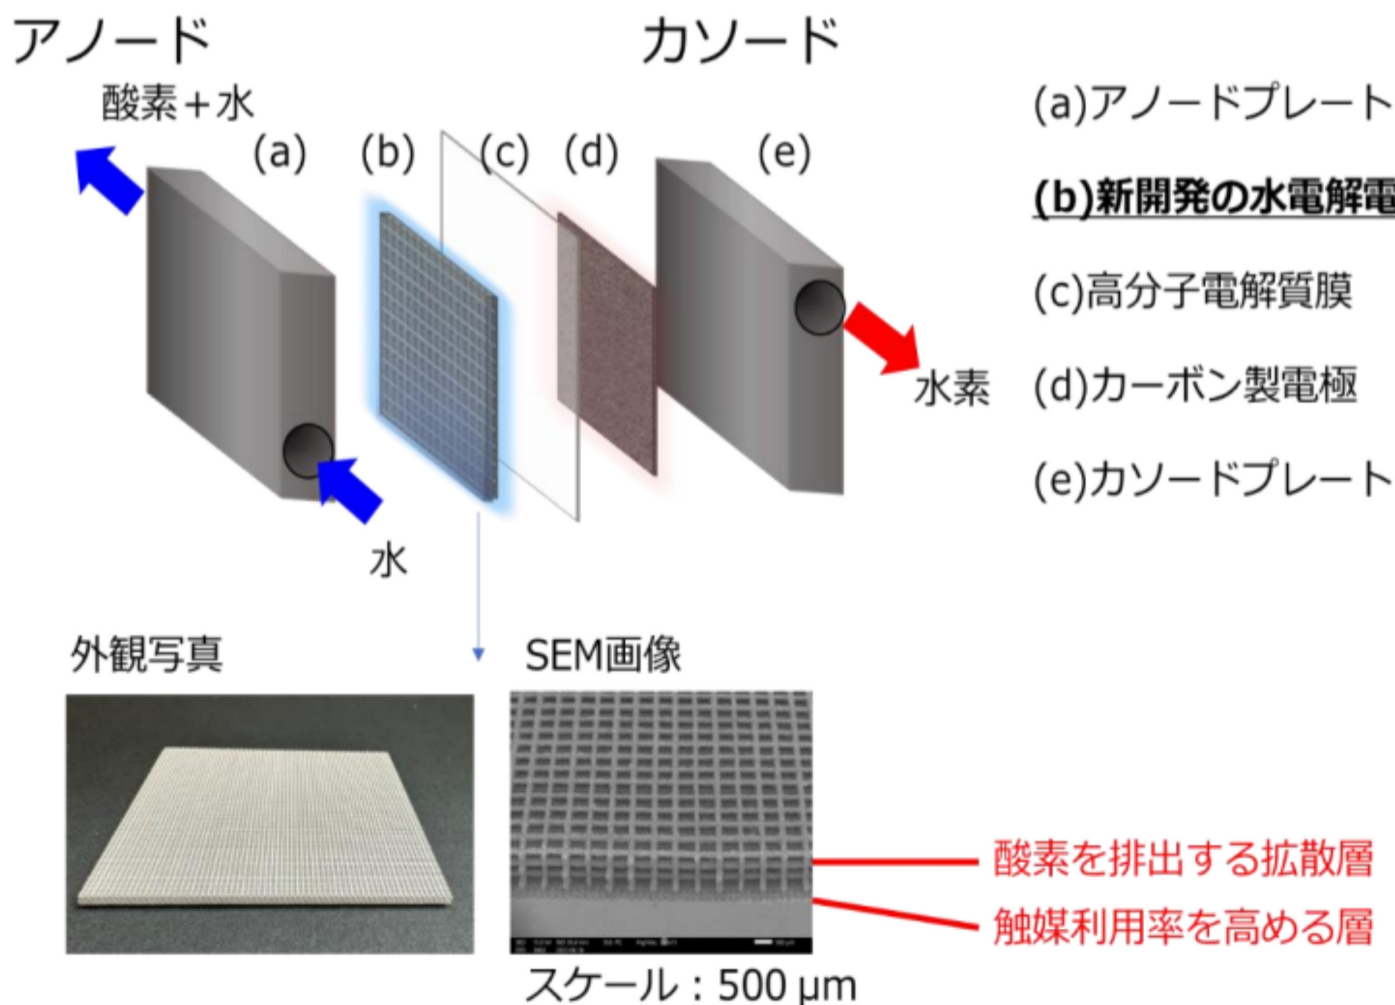 アノード
カソード
酸素＋水
(a)
(b)
(c)
(d)
(e)
水
水素
(a)アノードプレート
(b)新開発の水電解電
(c)高分子電解質膜
(d)カーボン製電極
(e)カソードプレート
外観写真
SEM画像
酸素を排出する拡散層
触媒利用率を高める層
スケール：500 μm